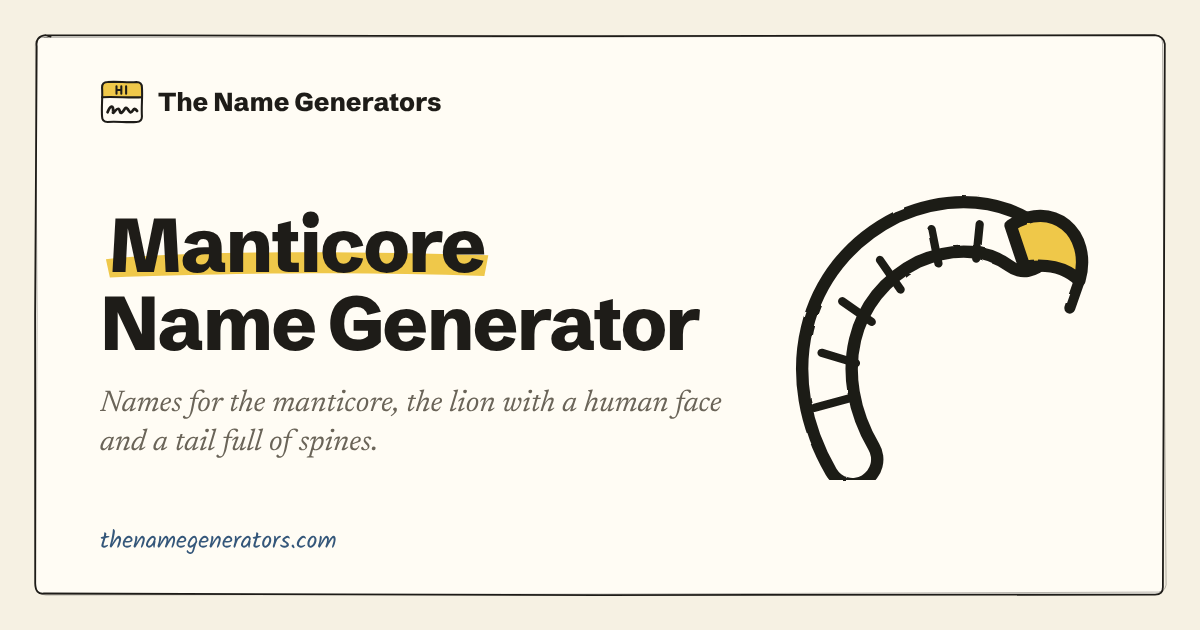 HI
The Name Generators
Manticore
Name Generator
Names for the manticore, the lion with a human face
and a tail full of spines.
thenamegenerators.com